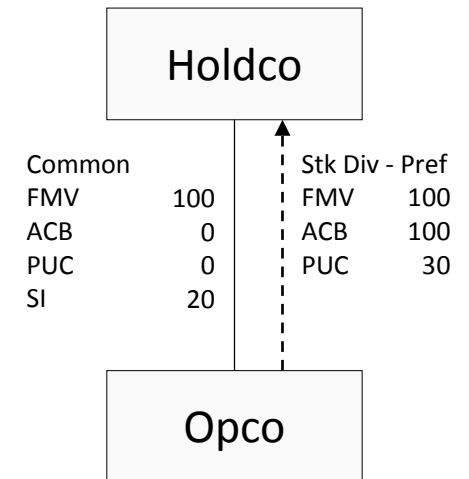 Holdco
Common
FMV 100
ACB 0
PUC 0
SI 20
Stk Div - Pref
FMV 100
ACB 100
PUC 30
Opco